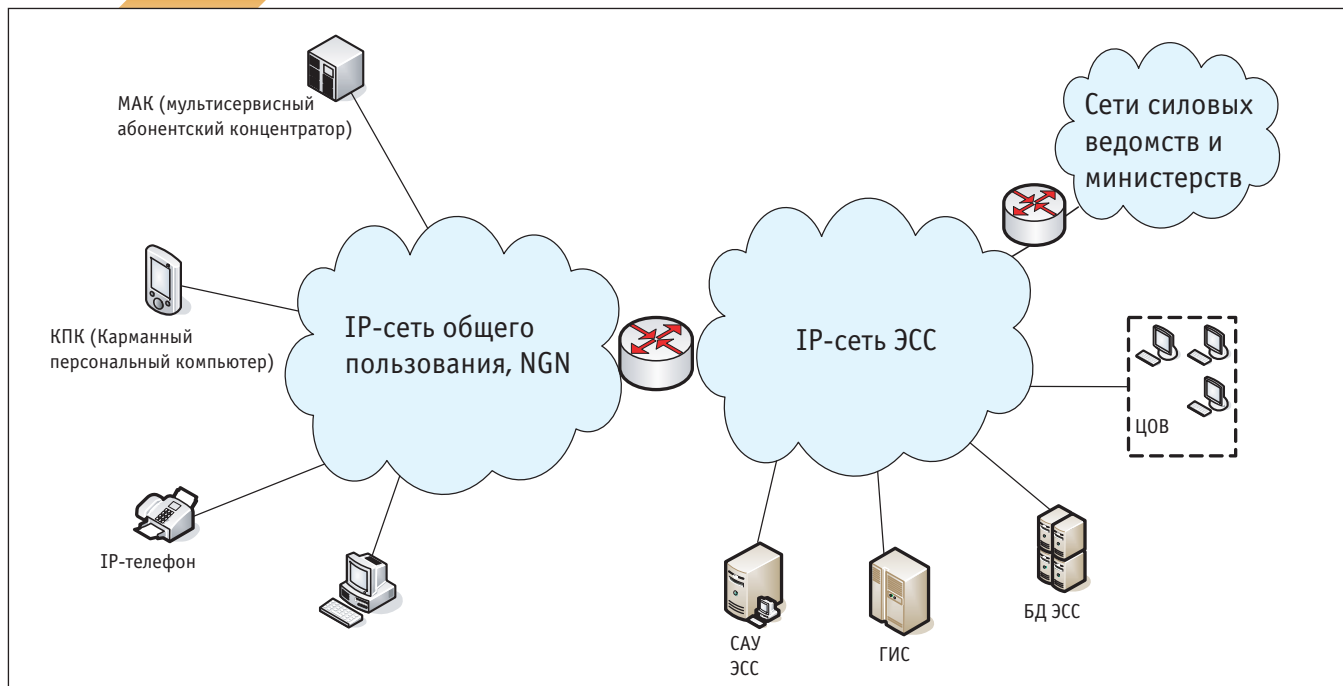 МАК (мультисервисный
абонентский концентратор)
Сети силовых
ведомств и
министерств
КПК (Карманный
персональный компьютер)
IP-сеть общего
пользования, NGN
IP-сеть ЭСС
ЦОВ
IP-телефон
САУ
ЭСС
ГИС
БД ЭСС